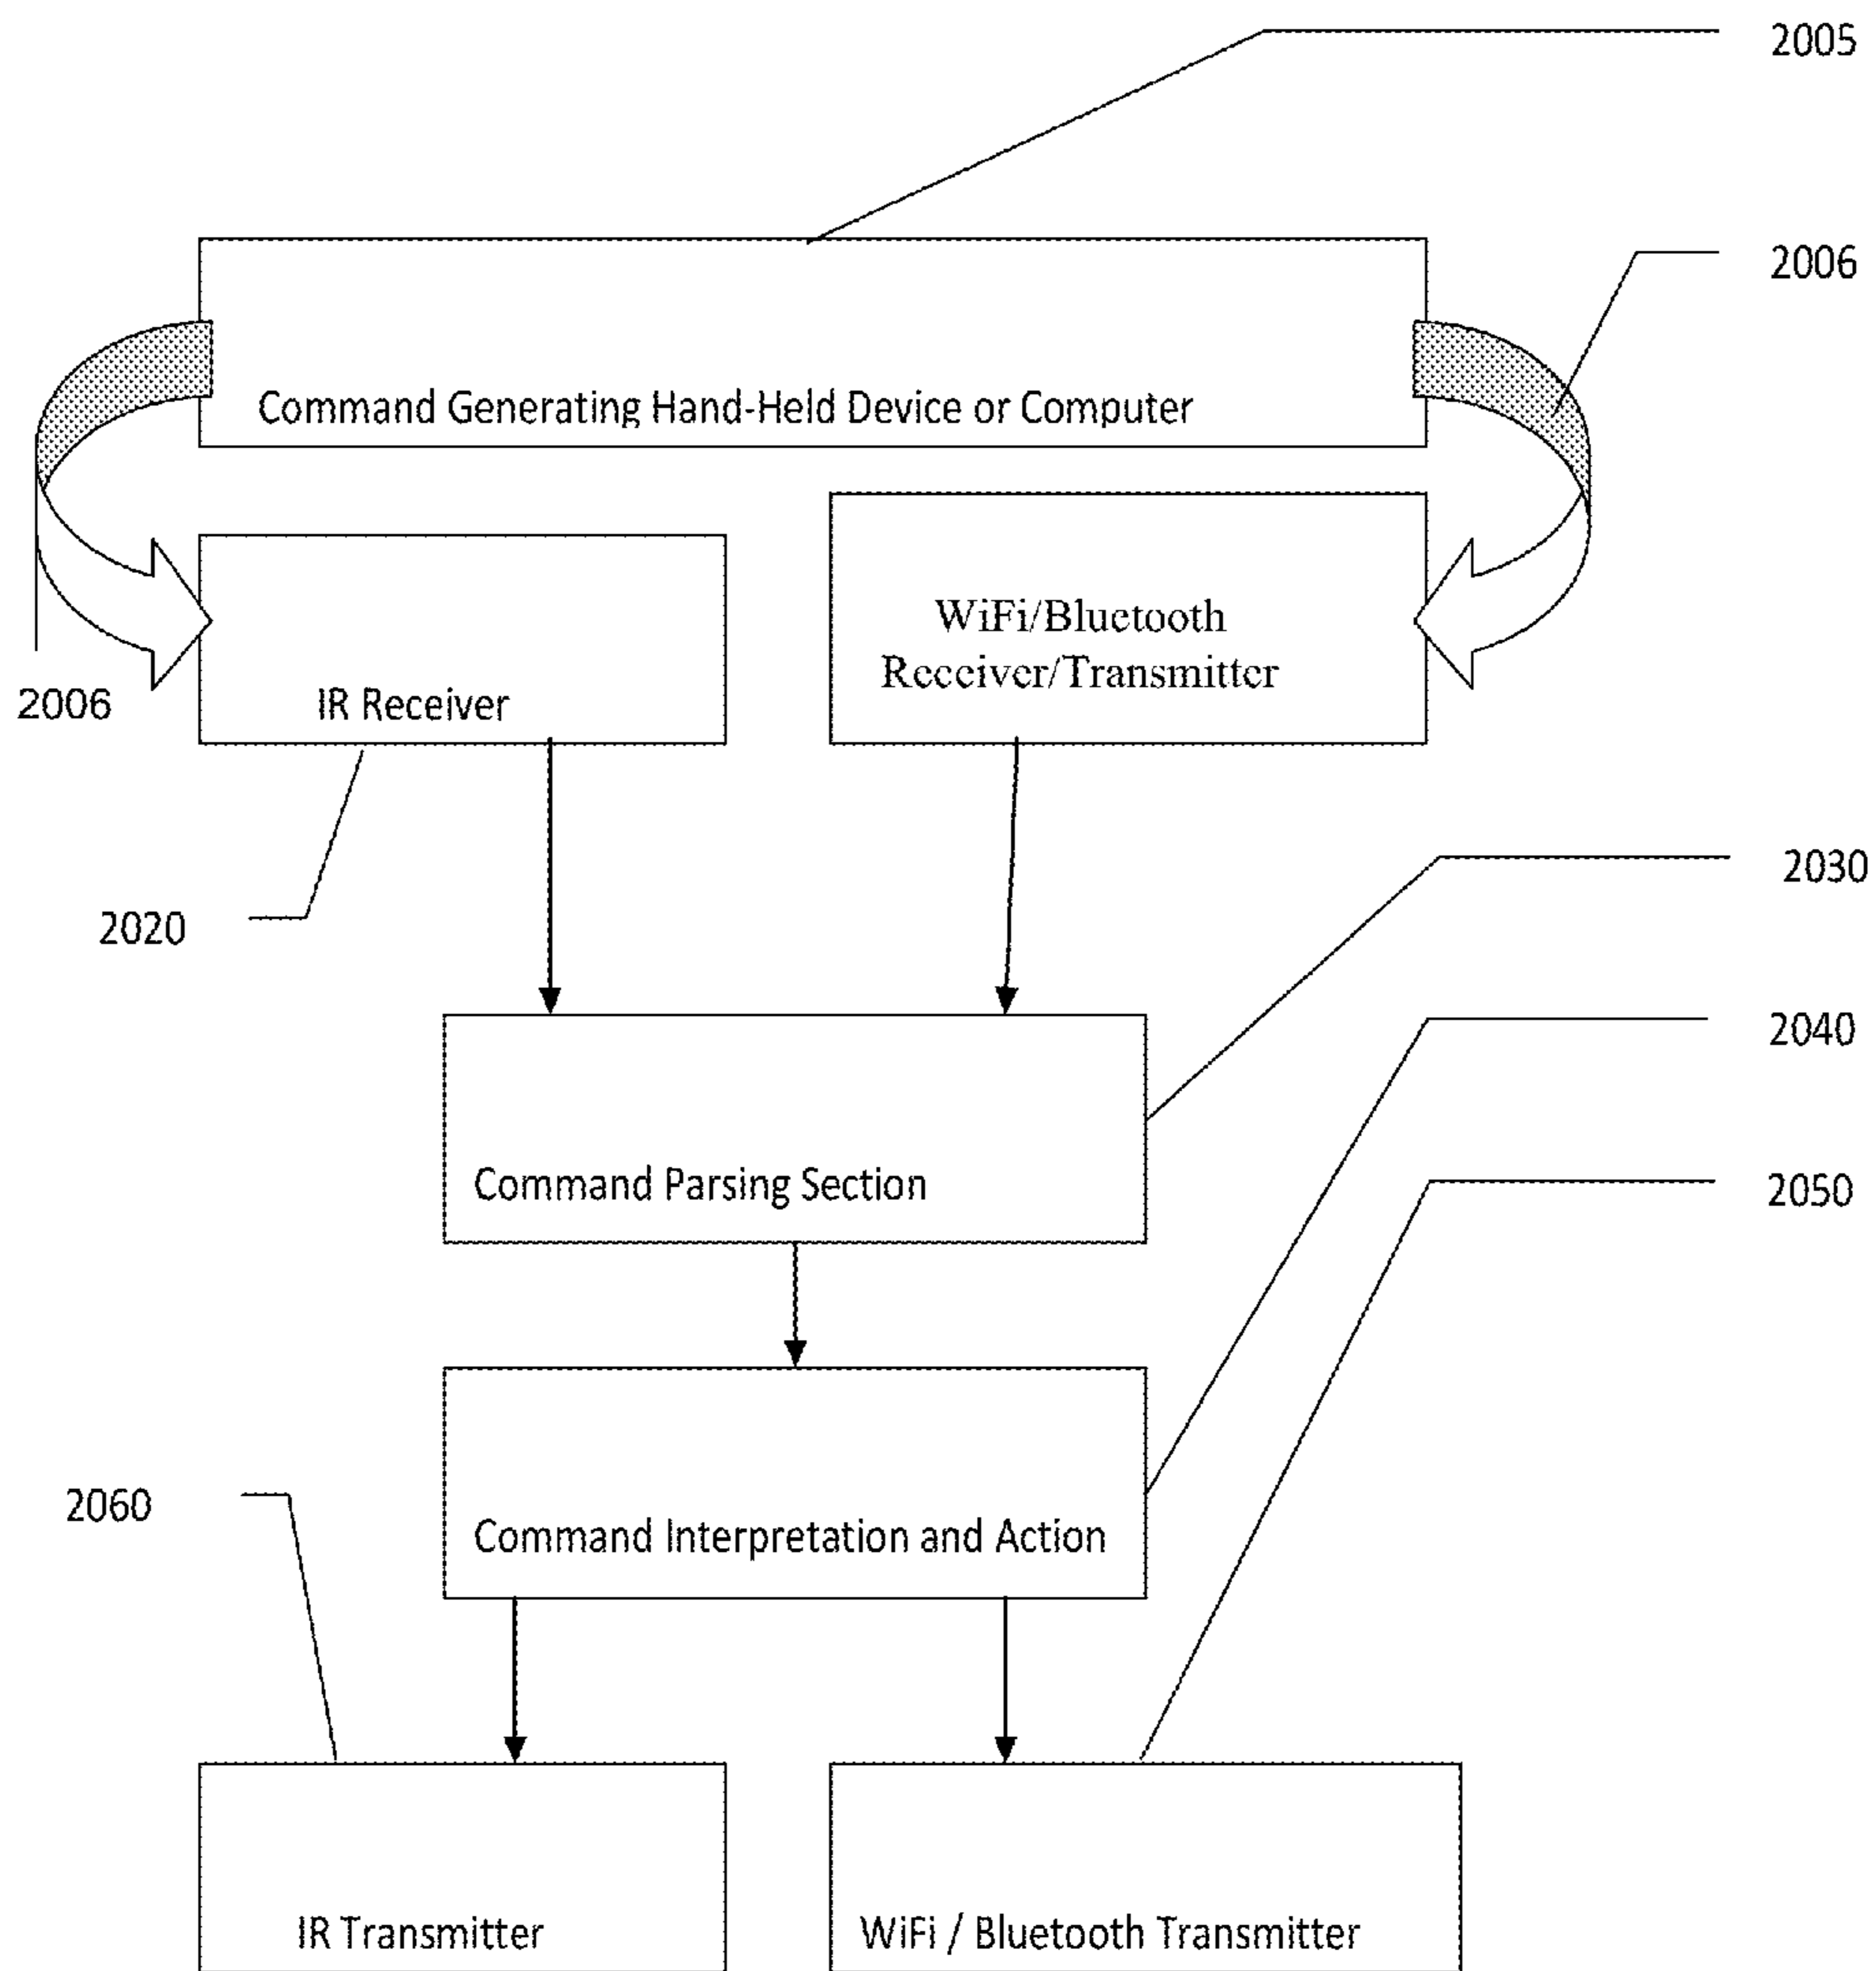 2005
2006
Command Generating Hand-Held Device or Computer
WiFi/Bluetooth
Receiver/Transmitter
IR Receiver
2006
2030
2020
2040
Command Parsing Section
2050
2060
Command Interpretation and Action
IR Transmitter
WiFi / Bluetooth Transmitter